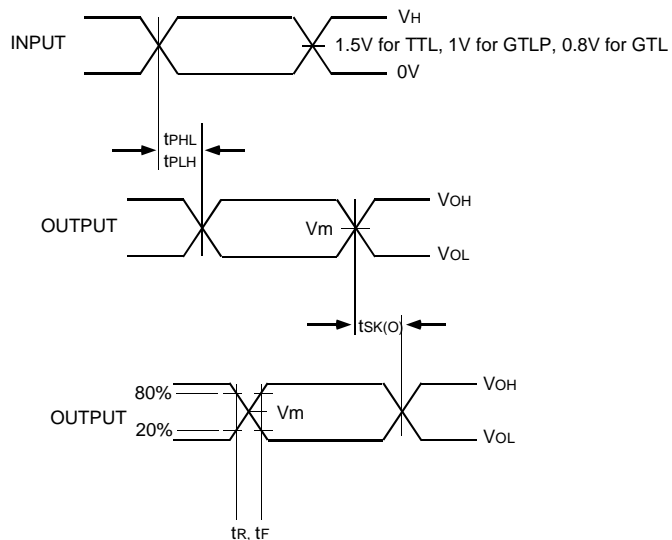 VH
INPUT
1.5V for TTL, 1V for GTLP, 0.8V for GTL
0V
tPHL
tPLH
VOH
OUTPUT
Vm
VOL
tSK(O)
VOH
80%
OUTPUT
Vm
20%
VOL
tR, tF